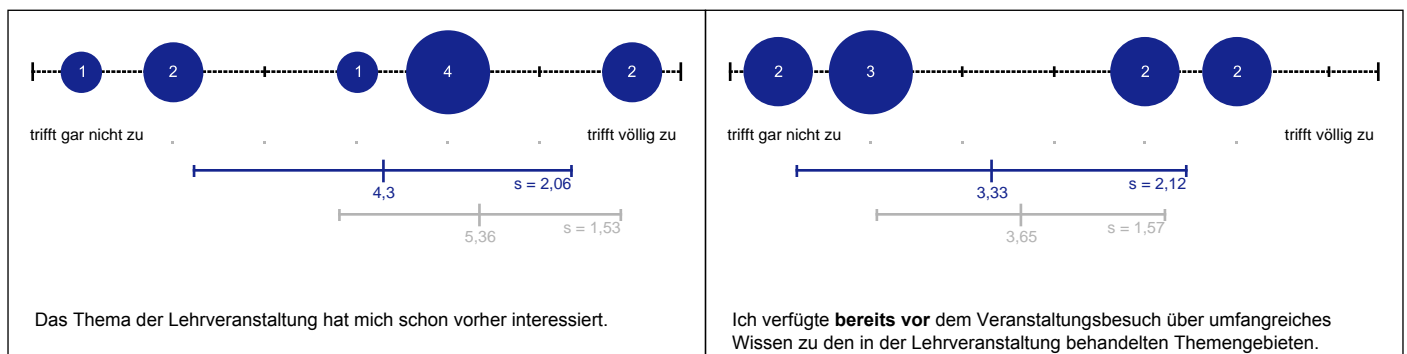 1 2 1 4 2
trifft gar nicht zu trifft völlig zu
4,3 s = 2,06
5,36 s = 1,53
Das Thema der Lehrveranstaltung hat mich schon vorher interessiert.
2 3 2 2
trifft gar nicht zu trifft völlig zu
3,33 s = 2,12
3,65 s = 1,57
Ich verfügte bereits vor dem Veranstaltungsbesuch über umfangreiches
Wissen zu den in der Lehrveranstaltung behandelten Themengebieten.